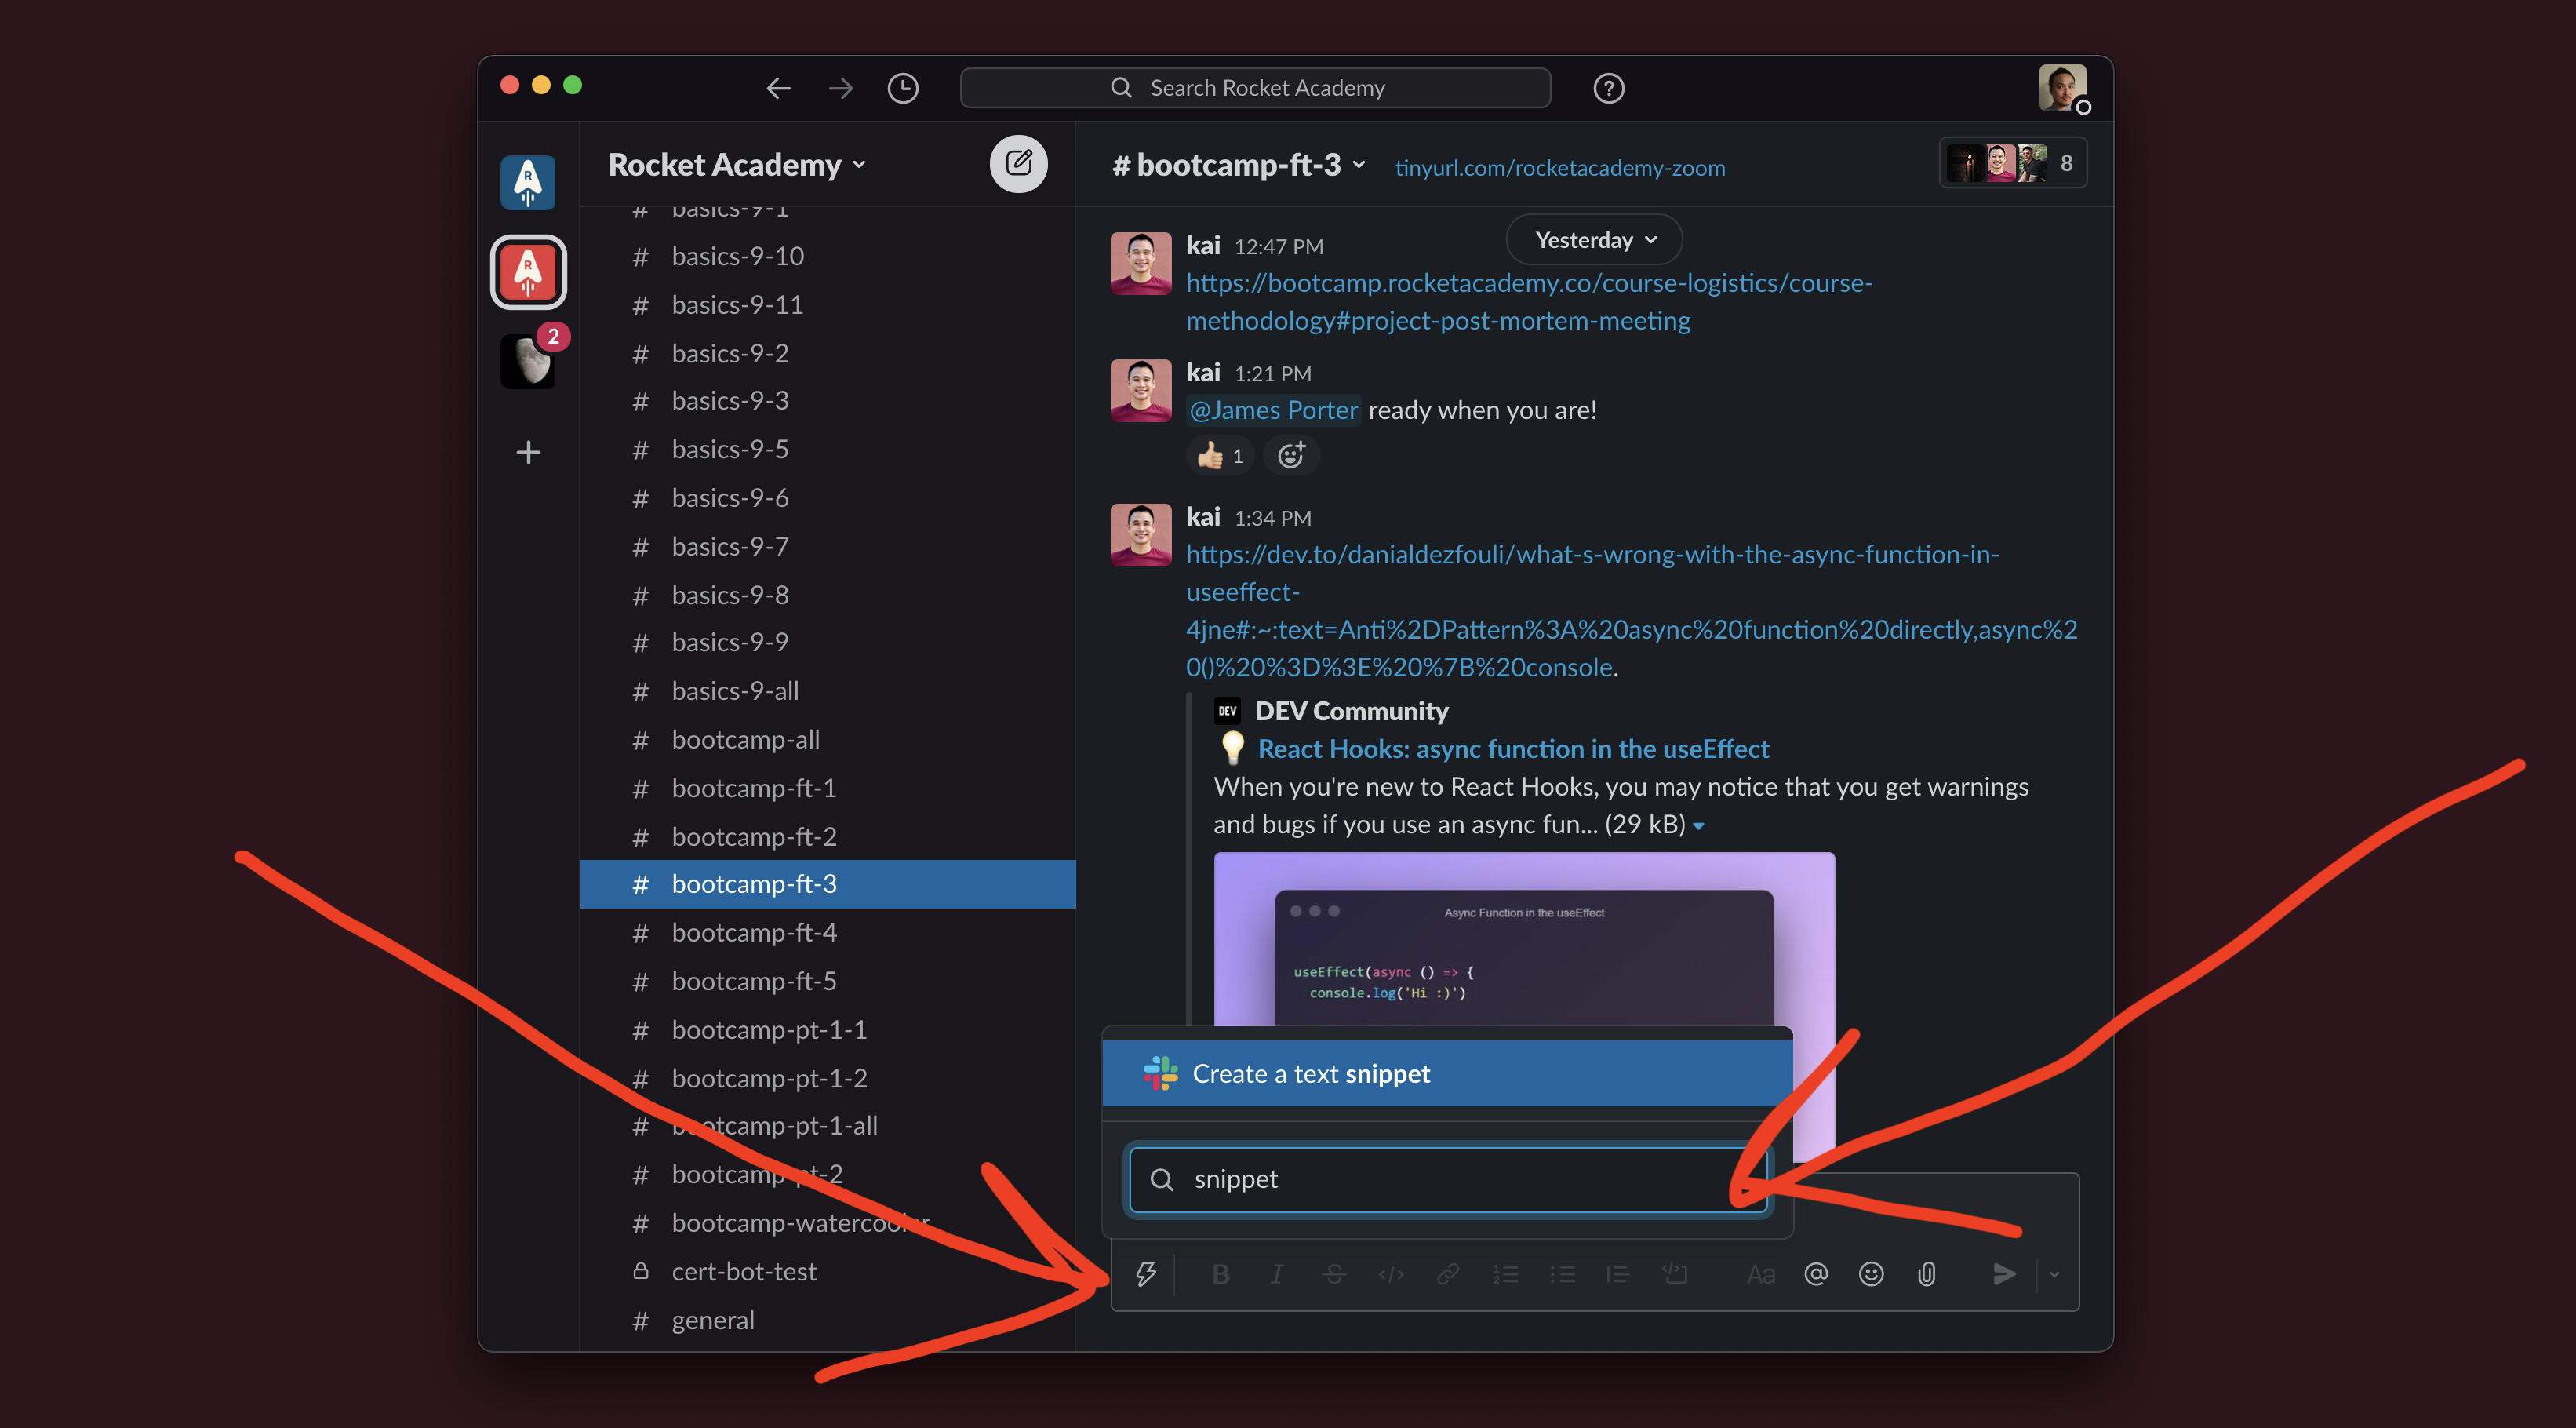 Search Rocket Academy
Rocket Academy
2
basics-9-1
# basics-9-10
# basics-9-11
# basics-9-2
# basics-9-3
# basics-9-5
# basics-9-6
# basics-9-7
# basics-9-8
# basics-9-9
# basics-9-all
# bootcamp-all
# bootcamp-ft-1
# bootcamp-ft-2
# bootcamp-ft-3
# bootcamp-ft-4
# bootcamp-ft-5
# bootcamp-pt-1-1
# bootcamp-pt-1-2
# bootcamp-pt-1-all
# bootcamp-pt-2
# bootcamp-watercooler
cert-bot-test
# general
# bootcamp-ft-3 tinyurl.com/rocketacademy-zoom 8
Yesterday
kai 12:47 PM
https://bootcamp.rocketacademy.co/course-logistics/course-
methodology#project-post-mortem-meeting
kai 1:21 PM
@James Porter ready when you are!
1
kai 1:34 PM
https://dev.to/danialdezfouli/what-s-wrong-with-the-async-function-in-
useeffect-
4jne#:~:text=Anti%2DPattern%3A%20async%20function%20directly,async%2
0()%20%3D%3E%20%7B%20console.
DEV DEV Community
React Hooks: async function in the useEffect
When you're new to React Hooks, you may notice that you get warnings
and bugs if you use an async fun... (29 kB)
Async Function in the useEffect
useEffect(async () => {
console.log('Hi :)')
Create a text snippet
snippet
B I S </> Aa @